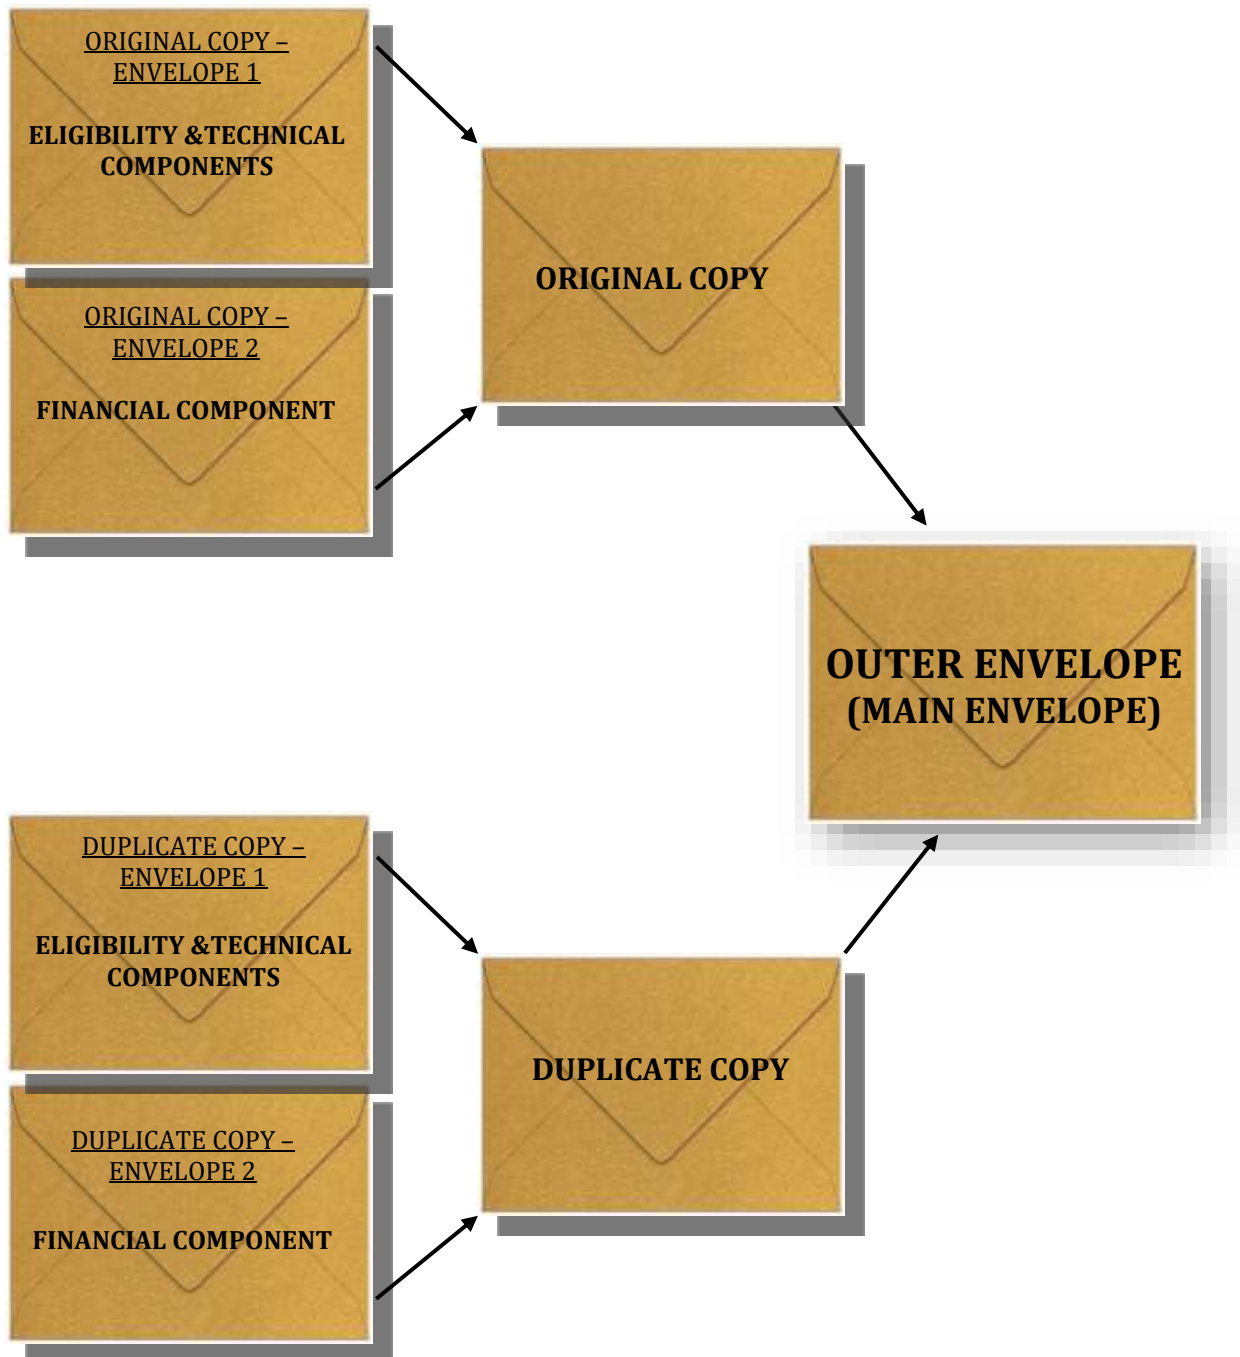 ORIGINAL COPY –
ENVELOPE 1
ELIGIBILITY &TECHNICAL
COMPONENTS
ORIGINAL COPY –
ENVELOPE 2
FINANCIAL COMPONENT
ORIGINAL COPY
OUTER ENVELOPE
(MAIN ENVELOPE)
DUPLICATE COPY –
ENVELOPE 1
ELIGIBILITY &TECHNICAL
COMPONENTS
DUPLICATE COPY –
ENVELOPE 2
FINANCIAL COMPONENT
DUPLICATE COPY